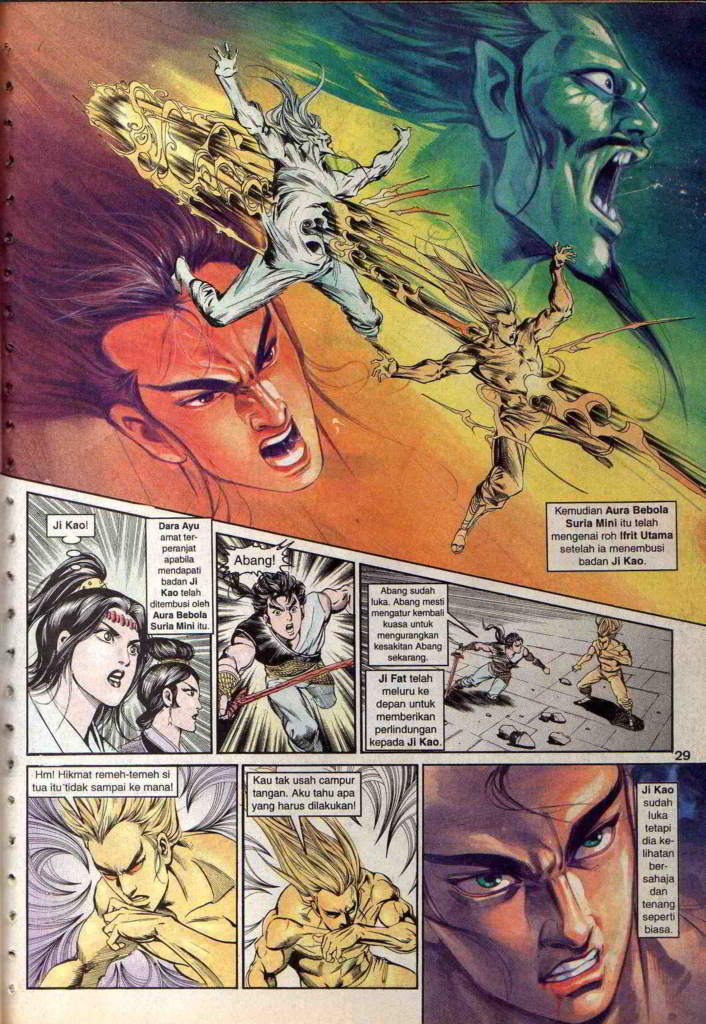 Kemudian Aura Bebola
Suria Mini itu telah
mengenai roh Ifrit Utama
setelah ia menembusi
badan Ji Kao.
Ji Kao!
Dara Ayu
amat ter-
peranjat
apabila
mendapati
badan Ji
Kao telah
ditembusi oleh
Aura Bebola
Suria Mini itu.
Abang!
Abang sudah
luka. Abang mesti
mengatur kembali
kuasa untuk
mengurangkan
kesakitan Abang
sekarang.
Ji Fat telah
meluru ke
depan untuk
memberikan
perlindungan
kepada Ji Kao.
29
Hm! Hikmat remeh-temeh si
tua itu tidak sampai ke mana!
Kau tak usah campur
tangan. Aku tahu apa
yang harus dilakukan!
Ji Kao
sudah
luka
tetapi
dia ke-
lihatan
ber-
sahaja
dan
tenang
seperti
biasa.